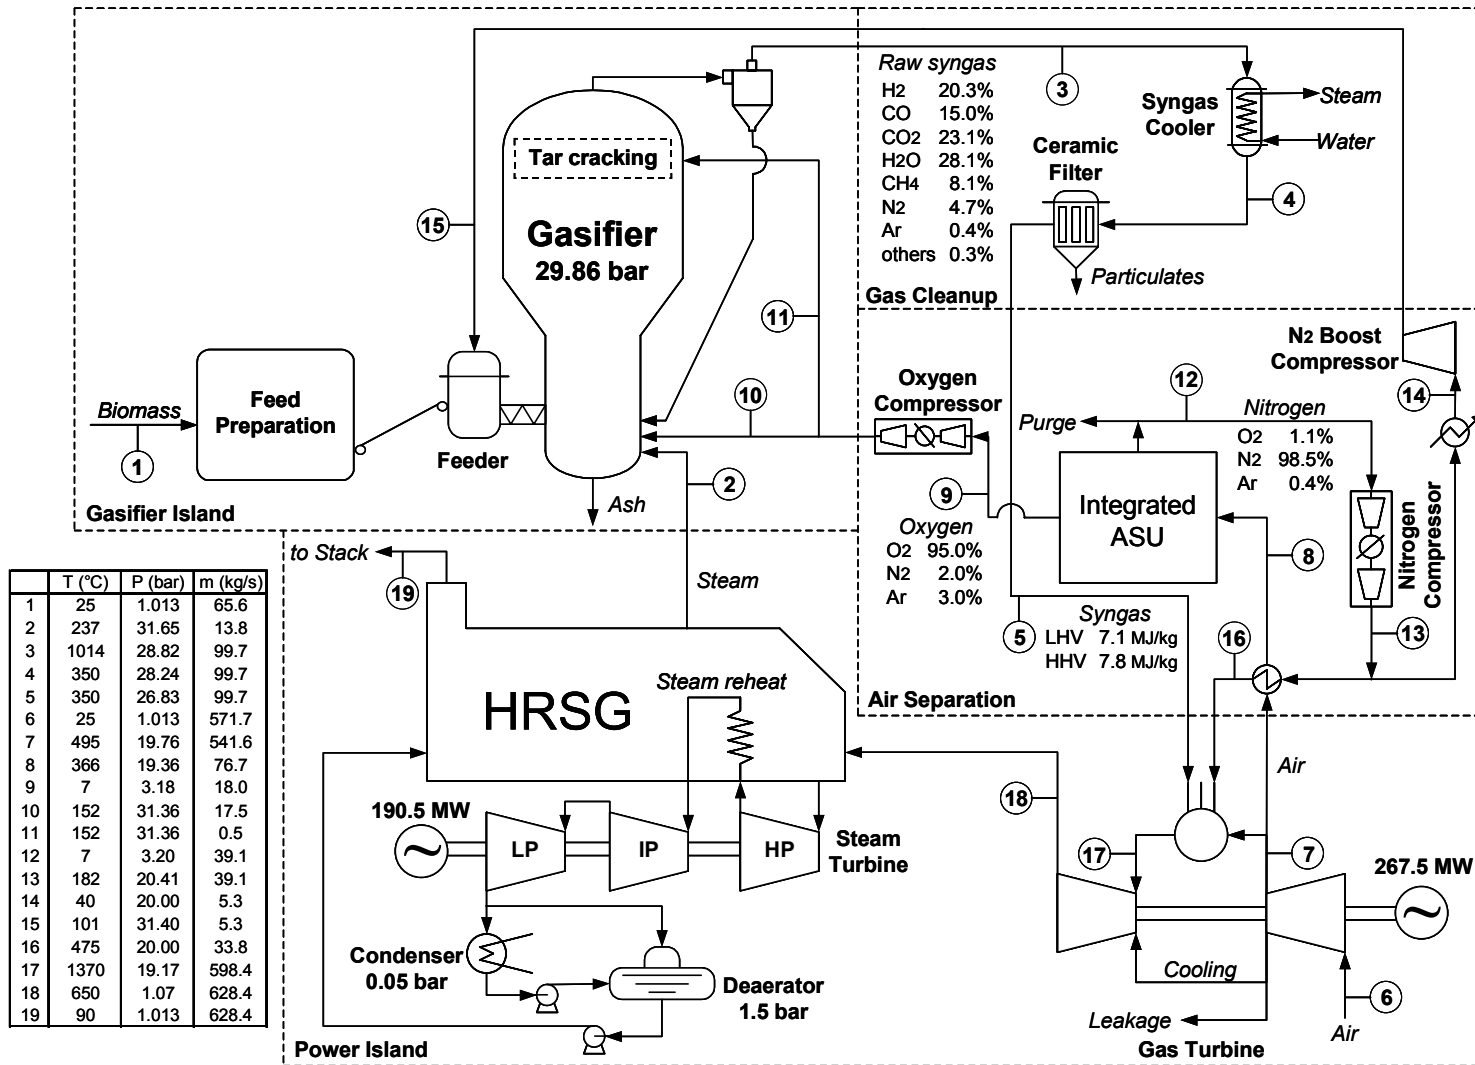 Raw syngas
H2 20.3%
CO 15.0%
CO2 23.1%
H2O 28.1%
CH4 8.1%
N2 4.7%
Ar 0.4%
others 0.3%
3
Syngas
Cooler
Steam
Water
Ceramic
Filter
4
Particulates
Gas Cleanup
Tar cracking
Gasifier
29.86 bar
15
11
Biomass
1
Feed
Preparation
Feeder
10
2
Ash
Gasifier Island
N2 Boost
Compressor
Oxygen
Compressor
12
14
Purge
Nitrogen
O2 1.1%
N2 98.5%
Ar 0.4%
9
Integrated
ASU
Nitrogen
Compressor
Oxygen
O2 95.0%
N2 2.0%
Ar 3.0%
8
5
Syngas
LHV 7.1 MJ/kg
HHV 7.8 MJ/kg
16
13
Air Separation
to Stack
19
Steam
HRSG
Steam reheat
190.5 MW
LP
IP
HP
Steam
Turbine
Condenser
0.05 bar
Deaerator
1.5 bar
Power Island
18
Air
17
7
267.5 MW
Cooling
Leakage
6
Air
Gas Turbine
T (°C) P (bar) m (kg/s)
1 25 1.013 65.6
2 237 31.65 13.8
3 1014 28.82 99.7
4 350 28.24 99.7
5 350 26.83 99.7
6 25 1.013 571.7
7 495 19.76 541.6
8 366 19.36 76.7
9 7 3.18 18.0
10 152 31.36 17.5
11 152 31.36 0.5
12 7 3.20 39.1
13 182 20.41 39.1
14 40 20.00 5.3
15 101 31.40 5.3
16 475 20.00 33.8
17 1370 19.17 598.4
18 650 1.07 628.4
19 90 1.013 628.4